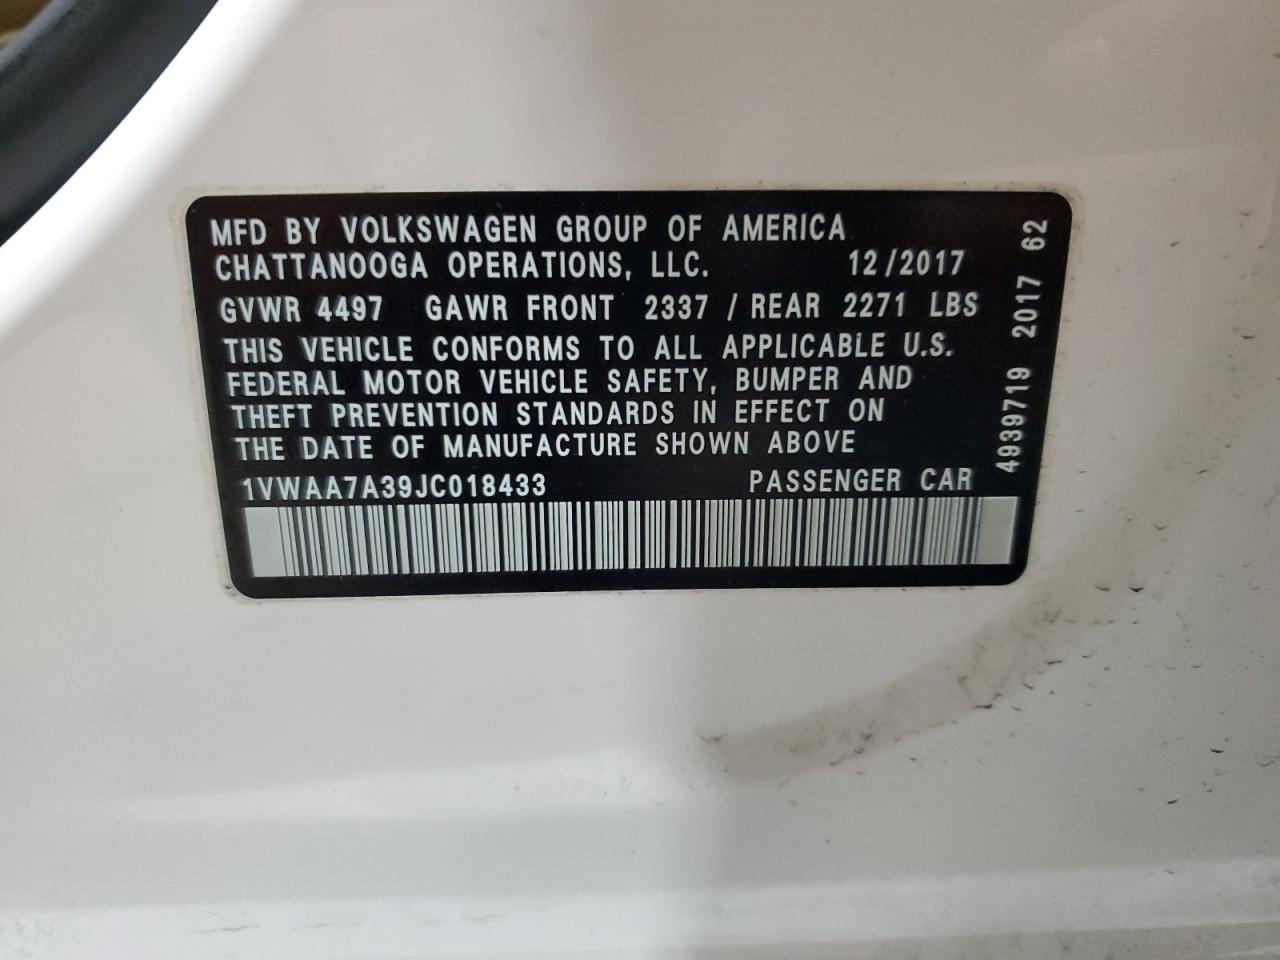 MFD BY VOLKSWAGEN GROUP OF AMERICA
CHATTANOOGA OPERATIONS, LLC. 12/2017
GVWR 4497 GAWR FRONT 2337 / REAR 2271 LBS
THIS VEHICLE CONFORMS TO ALL APPLICABLE U.S.
FEDERAL MOTOR VEHICLE SAFETY, BUMPER AND
THEFT PREVENTION STANDARDS IN EFFECT ON
THE DATE OF MANUFACTURE SHOWN ABOVE
1VWAA7A39JC018433 PASSENGER CAR
4939719 2017 62